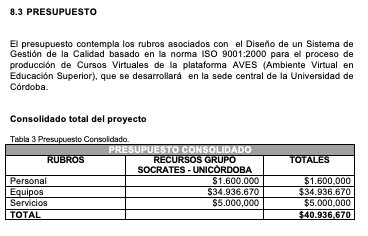 8.3 PRESUPUESTO
El presupuesto contempla los rubros asociados con el Diseño de un Sistema de
Gestión de la Calidad basado en la norma ISO 9001:2000 para el proceso de
producción de Cursos Virtuales de la plataforma AVES (Ambiente Virtual en
Educación Superior), que se desarrollará en la sede central de la Universidad de
Córdoba.
Consolidado total del proyecto
Tabla 3 Presupuesto Consolidado.
PRESUPUESTO CONSOLIDADO
RUBROS RECURSOS GRUPO TOTALES
SOCRATES - UNICÓRDOBA
Personal $1.600.000 $1.600,000
Equipos $34.936.670 $34.936.670
Servicios $5.000,000 $5.000,000
TOTAL $40.936,670